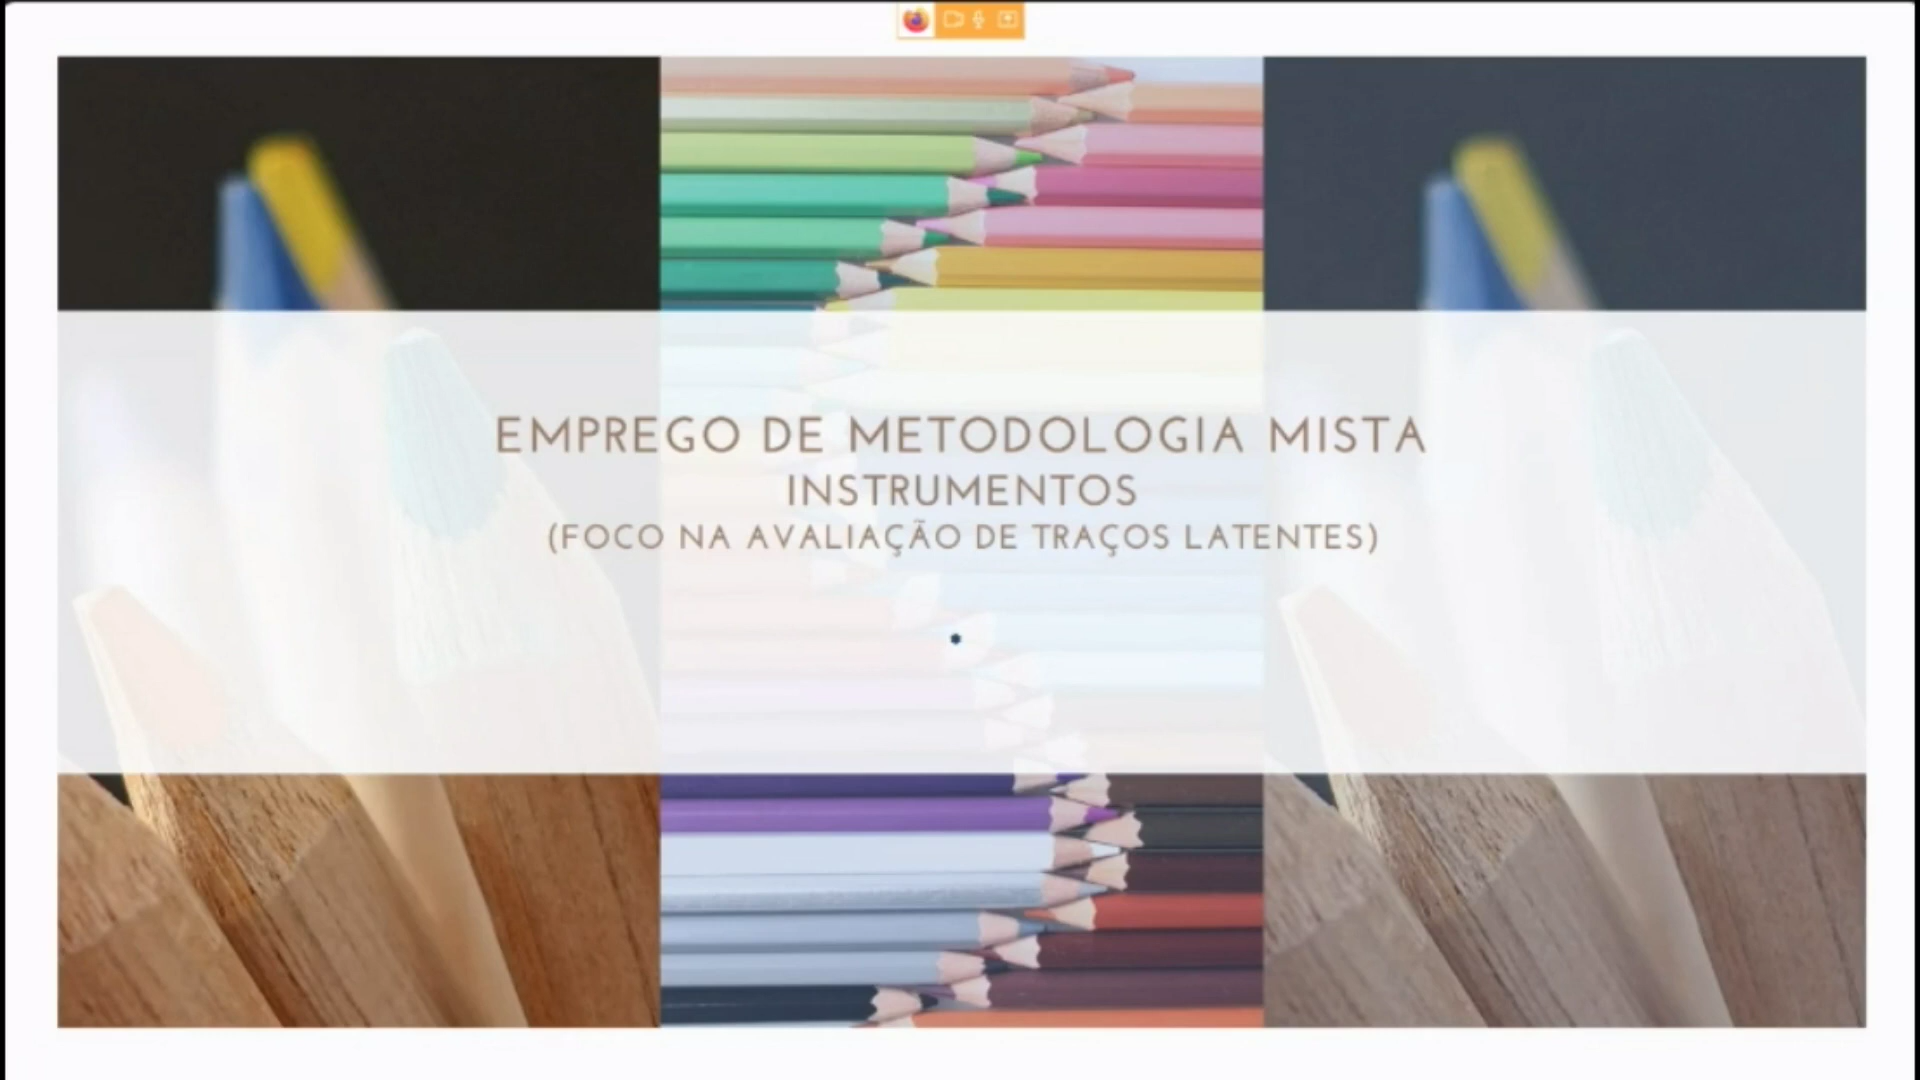 EMPREGO DE METODOLOGIA MISTA
INSTRUMENTOS
(FOCO NA AVALIAÇÃO DE TRAÇOS LATENTES)